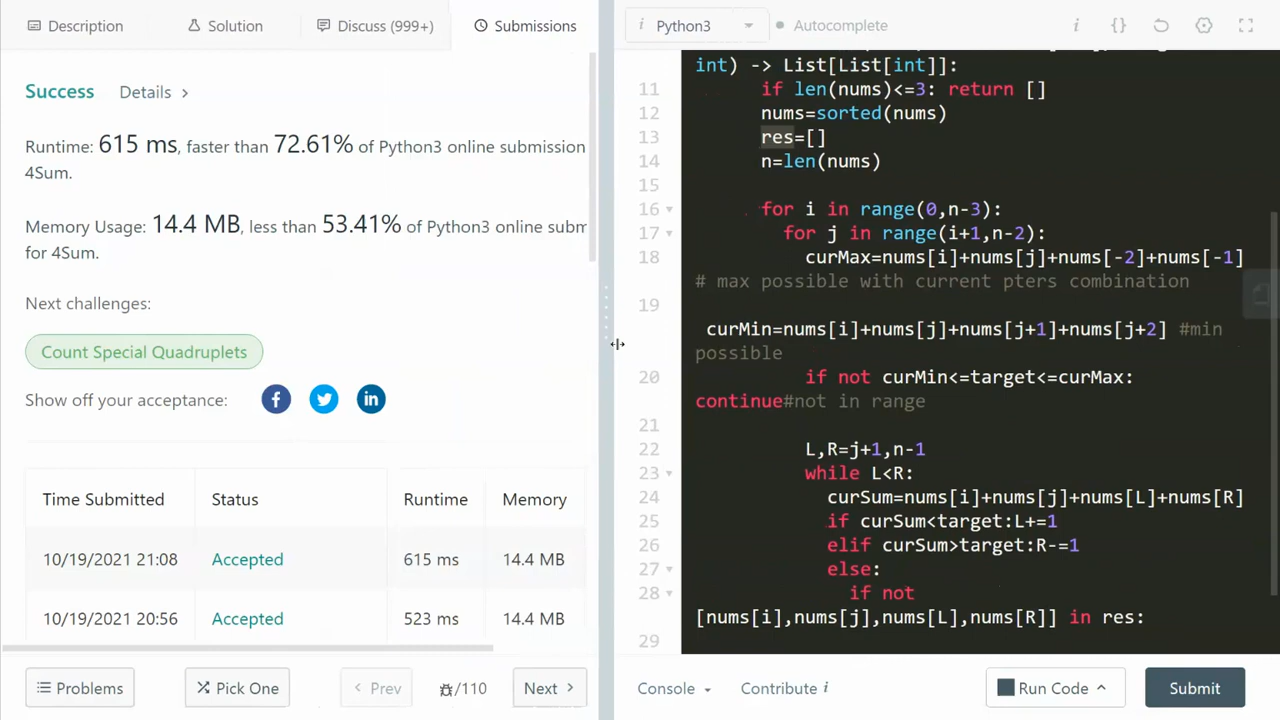 Description
Solution
Discuss (999+)
Submissions
i Python3
Autocomplete
i {}
Success
Details >
Runtime: 615 ms, faster than 72.61% of Python3 online submission
4Sum.
Memory Usage: 14.4 MB, less than 53.41% of Python3 online subm
for 4Sum.
Next challenges:
Count Special Quadruplets
Show off your acceptance:
f
in
Time Submitted Status Runtime Memory
10/19/2021 21:08 Accepted 615 ms 14.4 MB
10/19/2021 20:56 Accepted 523 ms 14.4 MB
int) -> List[List[int]]:
11 if len(nums)<=3: return []
12 nums=sorted(nums)
13 res=[]
14 n=len(nums)
15
16 for i in range(0,n-3):
17 for j in range(i+1,n-2):
18 curMax=nums[i]+nums[j]+nums[-2]+nums[-1]
# max possible with current pters combination
19
curMin=nums[i]+nums[j]+nums[j+1]+nums[j+2] #min
possible
20 if not curMin<=target<=curMax:
continue#not in range
21
22 L,R=j+1,n-1
23 while L<R:
24 curSum=nums[i]+nums[j]+nums[L]+nums[R]
25 if curSum<target:L+=1
26 elif curSum>target:R-=1
27 else:
28 if not
[nums[i],nums[j],nums[L],nums[R]] in res:
29
Problems
Pick One
< Prev
/110
Next >
Console
Contribute i
Run Code
Submit